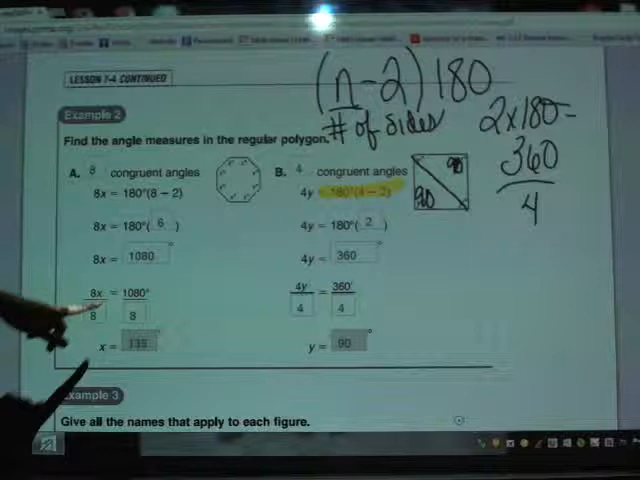 LESSON 7-4 CONTINUED
(n-2)180
# of sides
2x180=
360
4
Example 2
Find the angle measures in the regular polygon.
A. 8 congruent angles
8x = 180°(8 − 2)
8x = 180°( 6 )
8x = 1080°
8x = 1080°
8 8
x = 135°
B. 4 congruent angles
4y 180°(4 − 2)
4y = 180°( 2 )
4y = 360°
4y = 360°
4 4
y = 90°
90
90
Example 3
Give all the names that apply to each figure.